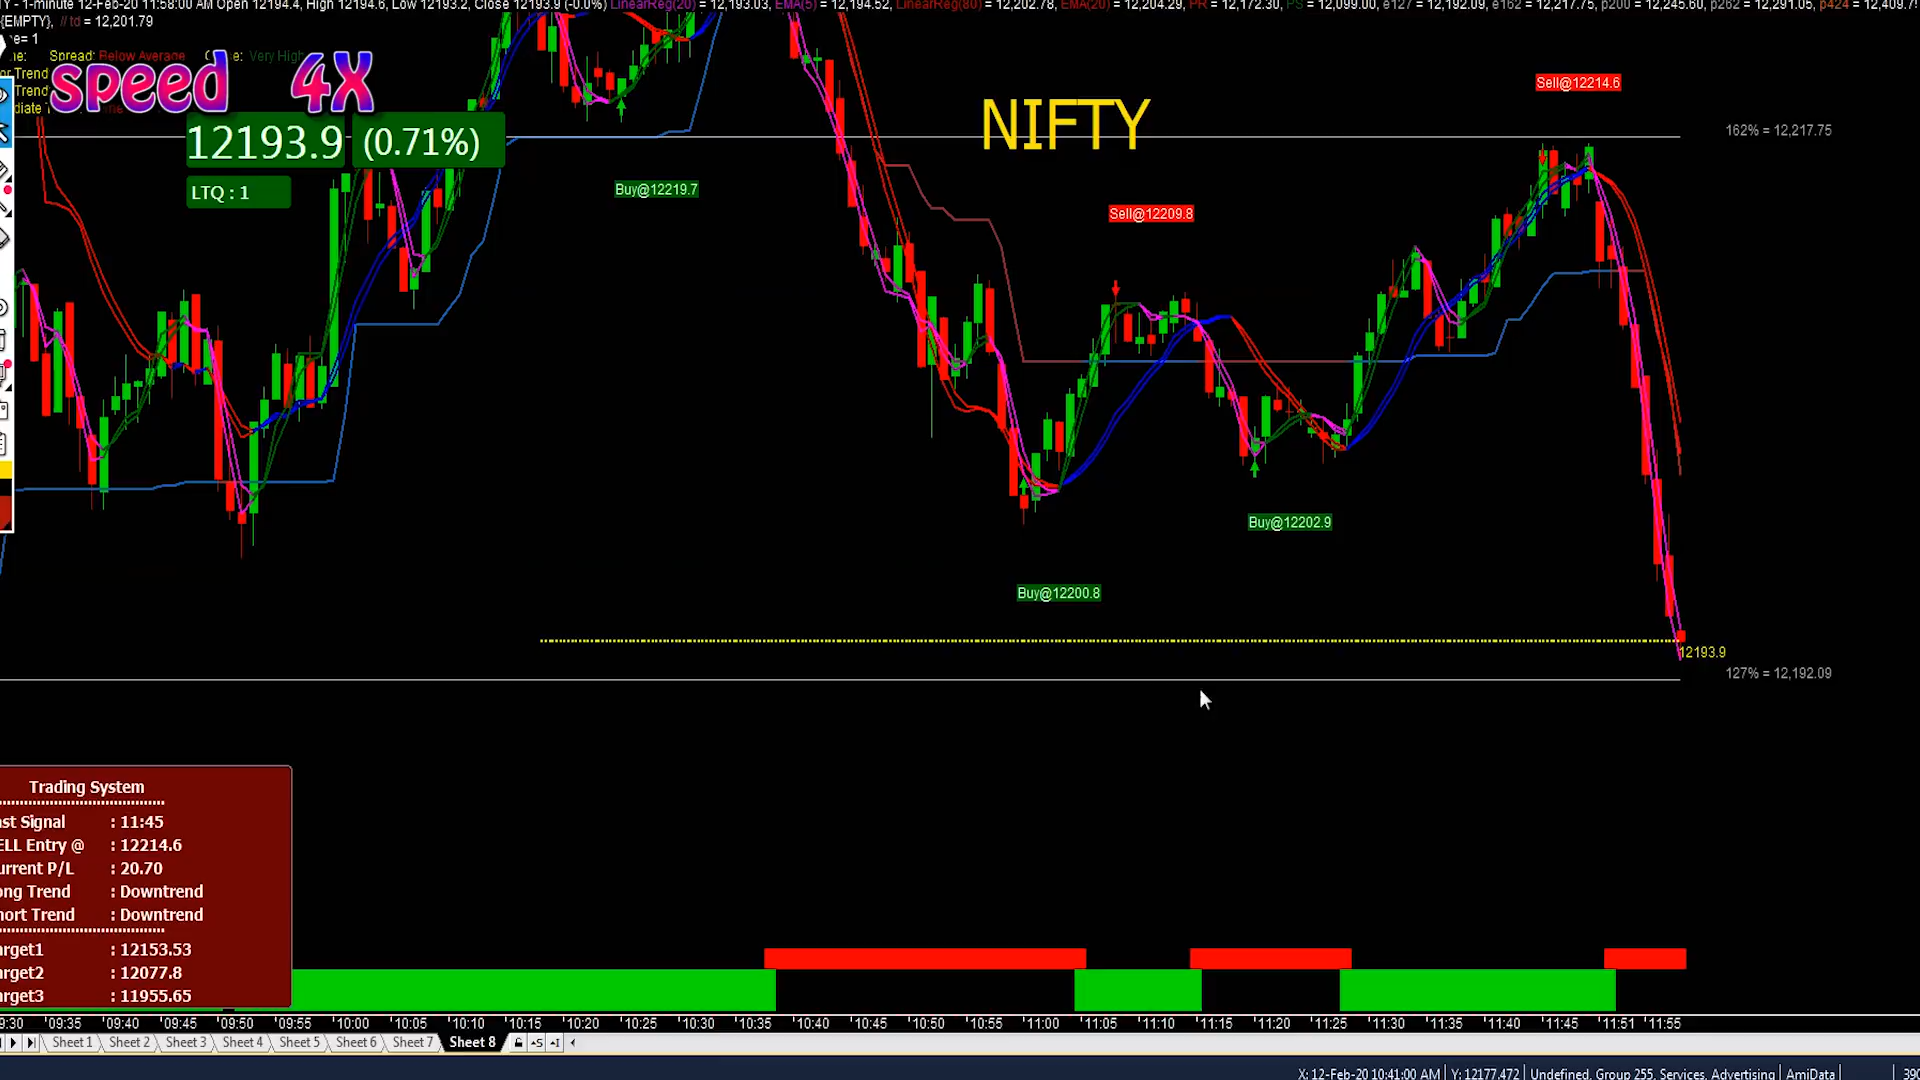 TY - 1-minute 12-Feb-20 11:58:00 AM Open 12194.4, High 12194.6, Low 12193.2, Close 12193.9 (-0.0%) LinearReg(20) = 12,193.03, EMA(5) = 12,194.52, LinearReg(80) = 12,202.78, EMA(20) = 12,204.29, PR = 12,172.30, PS = 12,099.00, e127 = 12,192.09, e162 = 12,217.75, p200 = 12,245.60, p262 = 12,291.05, p424 = 12,409.7
{EMPTY}, // td = 12,201.79
= 1
Spread: Below Average Very High
Trend
speed 4X
Trend
12193.9 (0.71%)
LTQ : 1
NIFTY
Sell@12214.6
162% = 12,217.75
Buy@12219.7
Sell@12209.8
Buy@12202.9
Buy@12200.8
12193.9
127% = 12,192.09
Trading System
ast Signal : 11:45
ELL Entry @ : 12214.6
urrent P/L : 20.70
ong Trend : Downtrend
hort Trend : Downtrend
arget1 : 12153.53
arget2 : 12077.8
arget3 : 11955.65
9:30 09:35 09:40 09:45 09:50 09:55 10:00 10:05 10:10 10:15 10:20 10:25 10:30 10:35 10:40 10:45 10:50 10:55 11:00 11:05 11:10 11:15 11:20 11:25 11:30 11:35 11:40 11:45 11:51 11:55
Sheet 1 Sheet 2 Sheet 3 Sheet 4 Sheet 5 Sheet 6 Sheet 7 Sheet 8
X: 12-Feb-20 10:41:00 AM Y: 12177.472 Undefined, Group 255, Services, Advertising AmiData 390